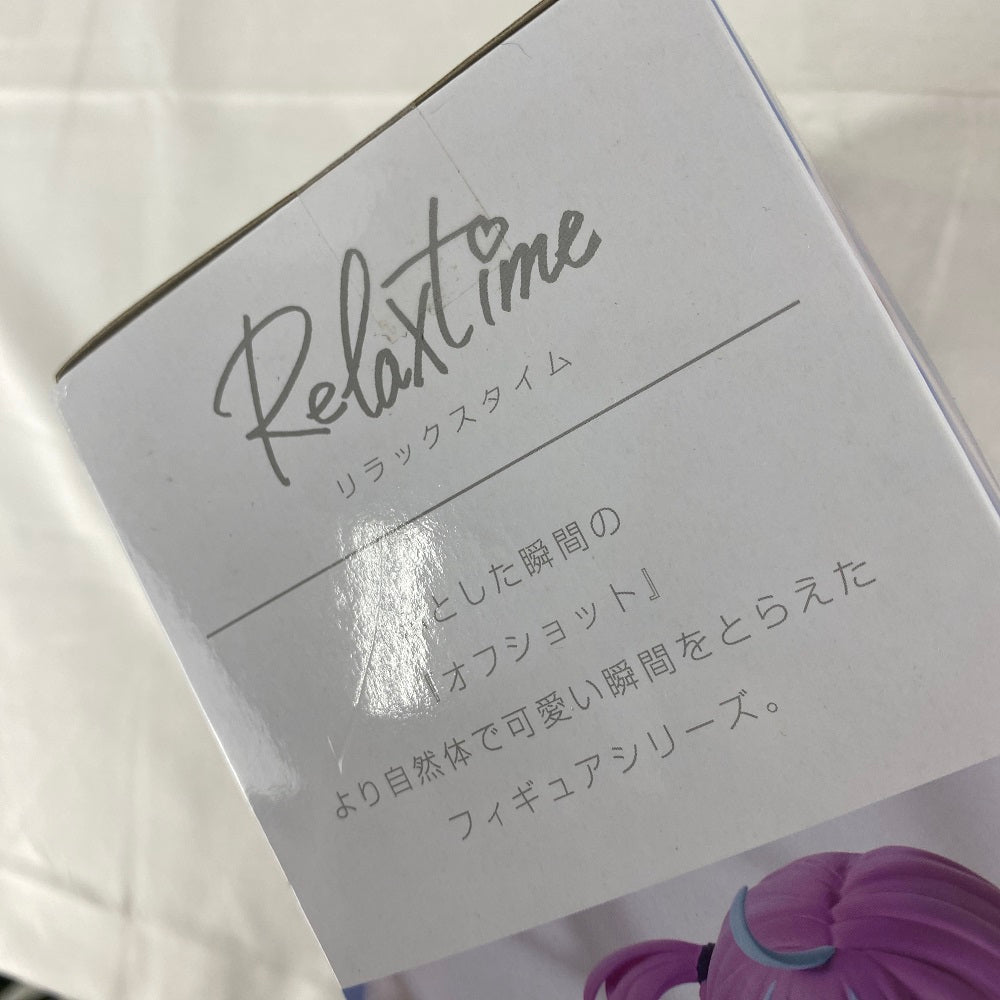 Relaxtime
リラックスタイム
とした瞬間の
『オフショット』
より自然体で可愛い瞬間をとらえた
フィギュアシリーズ。